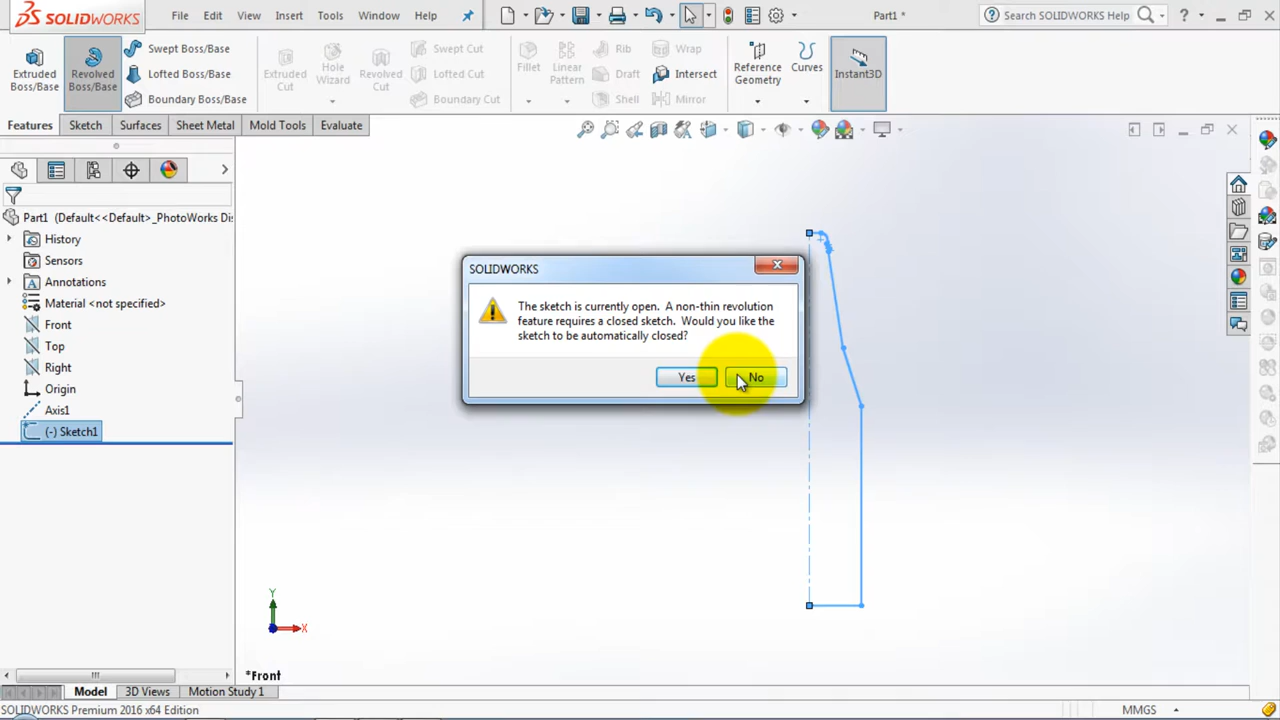 SOLIDWORKS File Edit View Insert Tools Window Help Part1 * Search SOLIDWORKS Help ?
Extruded Boss/Base
Revolved Boss/Base
Swept Boss/Base
Lofted Boss/Base
Boundary Boss/Base
Extruded Cut
Hole Wizard
Revolved Cut
Swept Cut
Lofted Cut
Boundary Cut
Fillet
Linear Pattern
Rib
Draft
Shell
Wrap
Intersect
Mirror
Reference Geometry
Curves
Instant3D
Features Sketch Surfaces Sheet Metal Mold Tools Evaluate
Part1 (Default<<Default>_PhotoWorks Dis
History
Sensors
Annotations
Material <not specified>
Front
Top
Right
Origin
Axis1
(-) Sketch1
SOLIDWORKS
The sketch is currently open. A non-thin revolution
feature requires a closed sketch. Would you like the
sketch to be automatically closed?
Yes No
Y
X
*Front
Model 3D Views Motion Study 1
SOLIDWORKS Premium 2016 x64 Edition MMGS